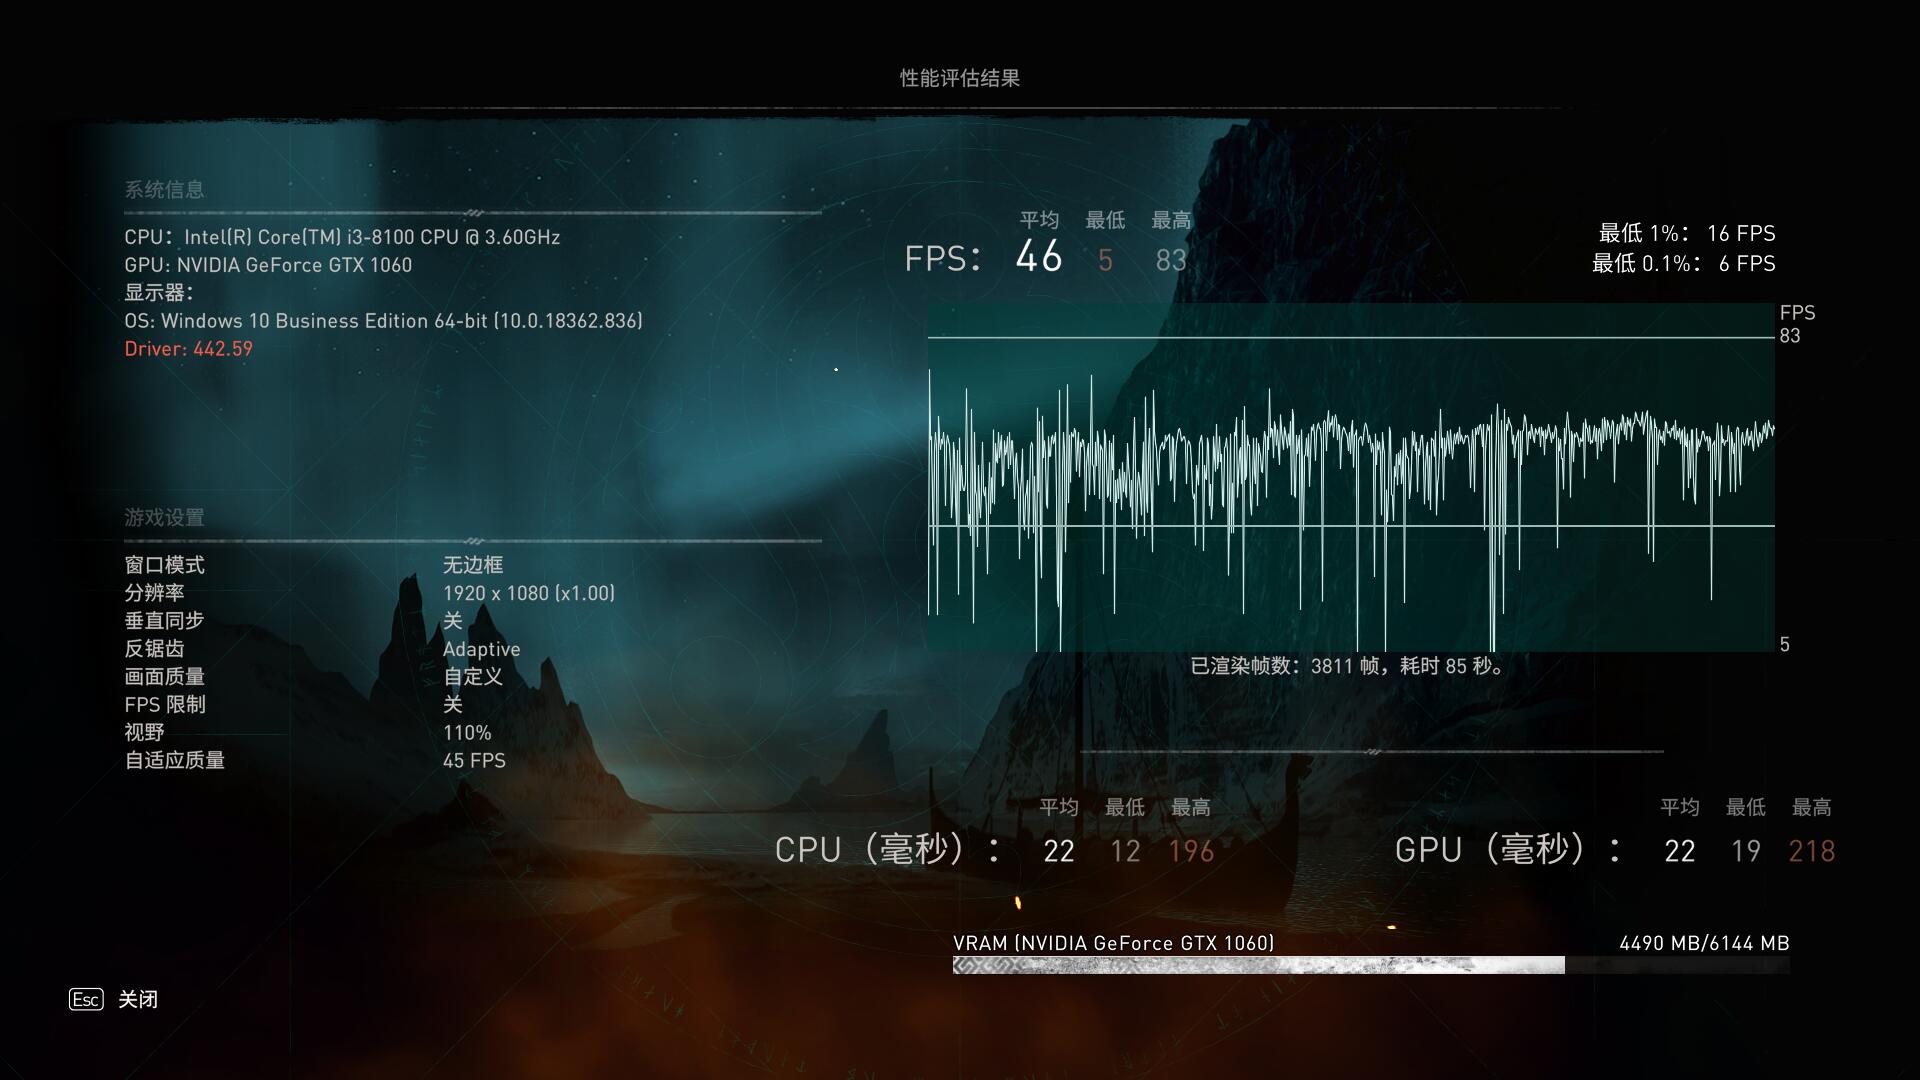 性能评估结果
系统信息
CPU：Intel(R) Core(TM) i3-8100 CPU @ 3.60GHz
GPU: NVIDIA GeForce GTX 1060
显示器：
OS: Windows 10 Business Edition 64-bit (10.0.18362.836)
Driver: 442.59
平均 最低 最高
FPS： 46 5 83
最低 1%： 16 FPS
最低 0.1%： 6 FPS
FPS
83
5
已渲染帧数：3811 帧，耗时 85 秒。
游戏设置
窗口模式 无边框
分辨率 1920 x 1080 (x1.00)
垂直同步 关
反锯齿 Adaptive
画面质量 自定义
FPS 限制 关
视野 110%
自适应质量 45 FPS
平均 最低 最高
CPU（毫秒）： 22 12 196
平均 最低 最高
GPU（毫秒）： 22 19 218
VRAM (NVIDIA GeForce GTX 1060) 4490 MB/6144 MB
Esc 关闭